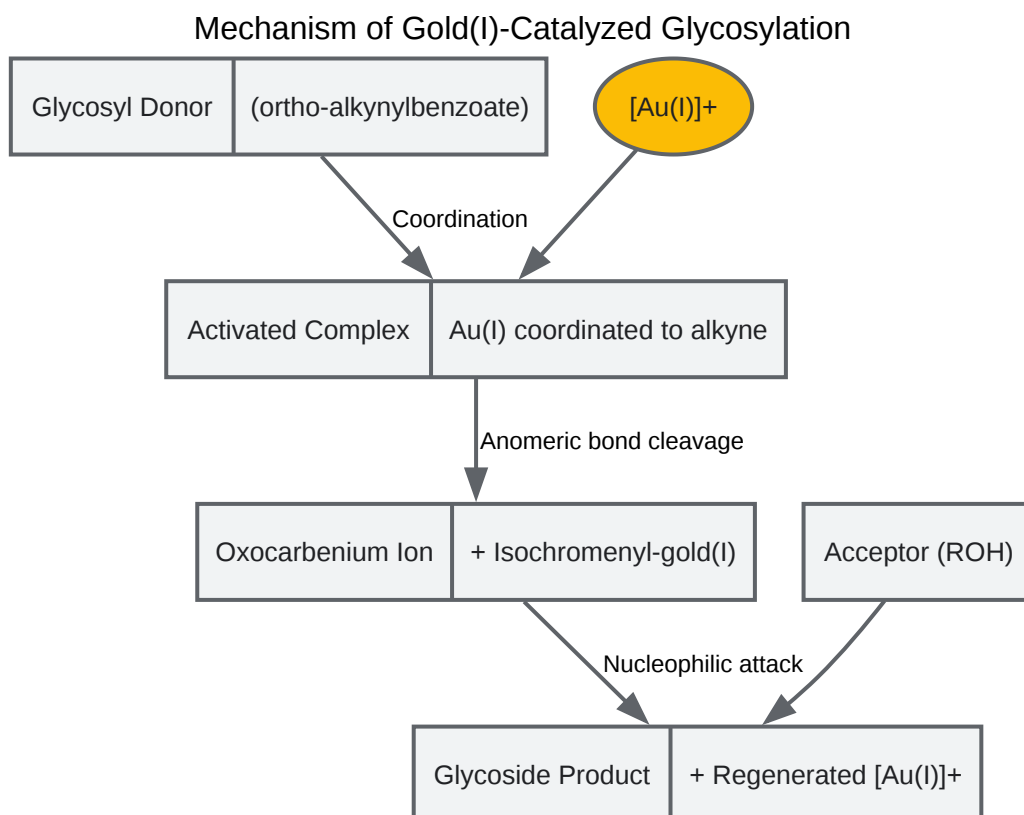 Mechanism of Gold(I)-Catalyzed Glycosylation
Glycosyl Donor
(ortho-alkynylbenzoate)
[Au(I)]+
Coordination
Activated Complex
Au(I) coordinated to alkyne
Anomeric bond cleavage
Oxocarbenium Ion
+ Isochromenyl-gold(I)
Acceptor (ROH)
Nucleophilic attack
Glycoside Product
+ Regenerated [Au(I)]+